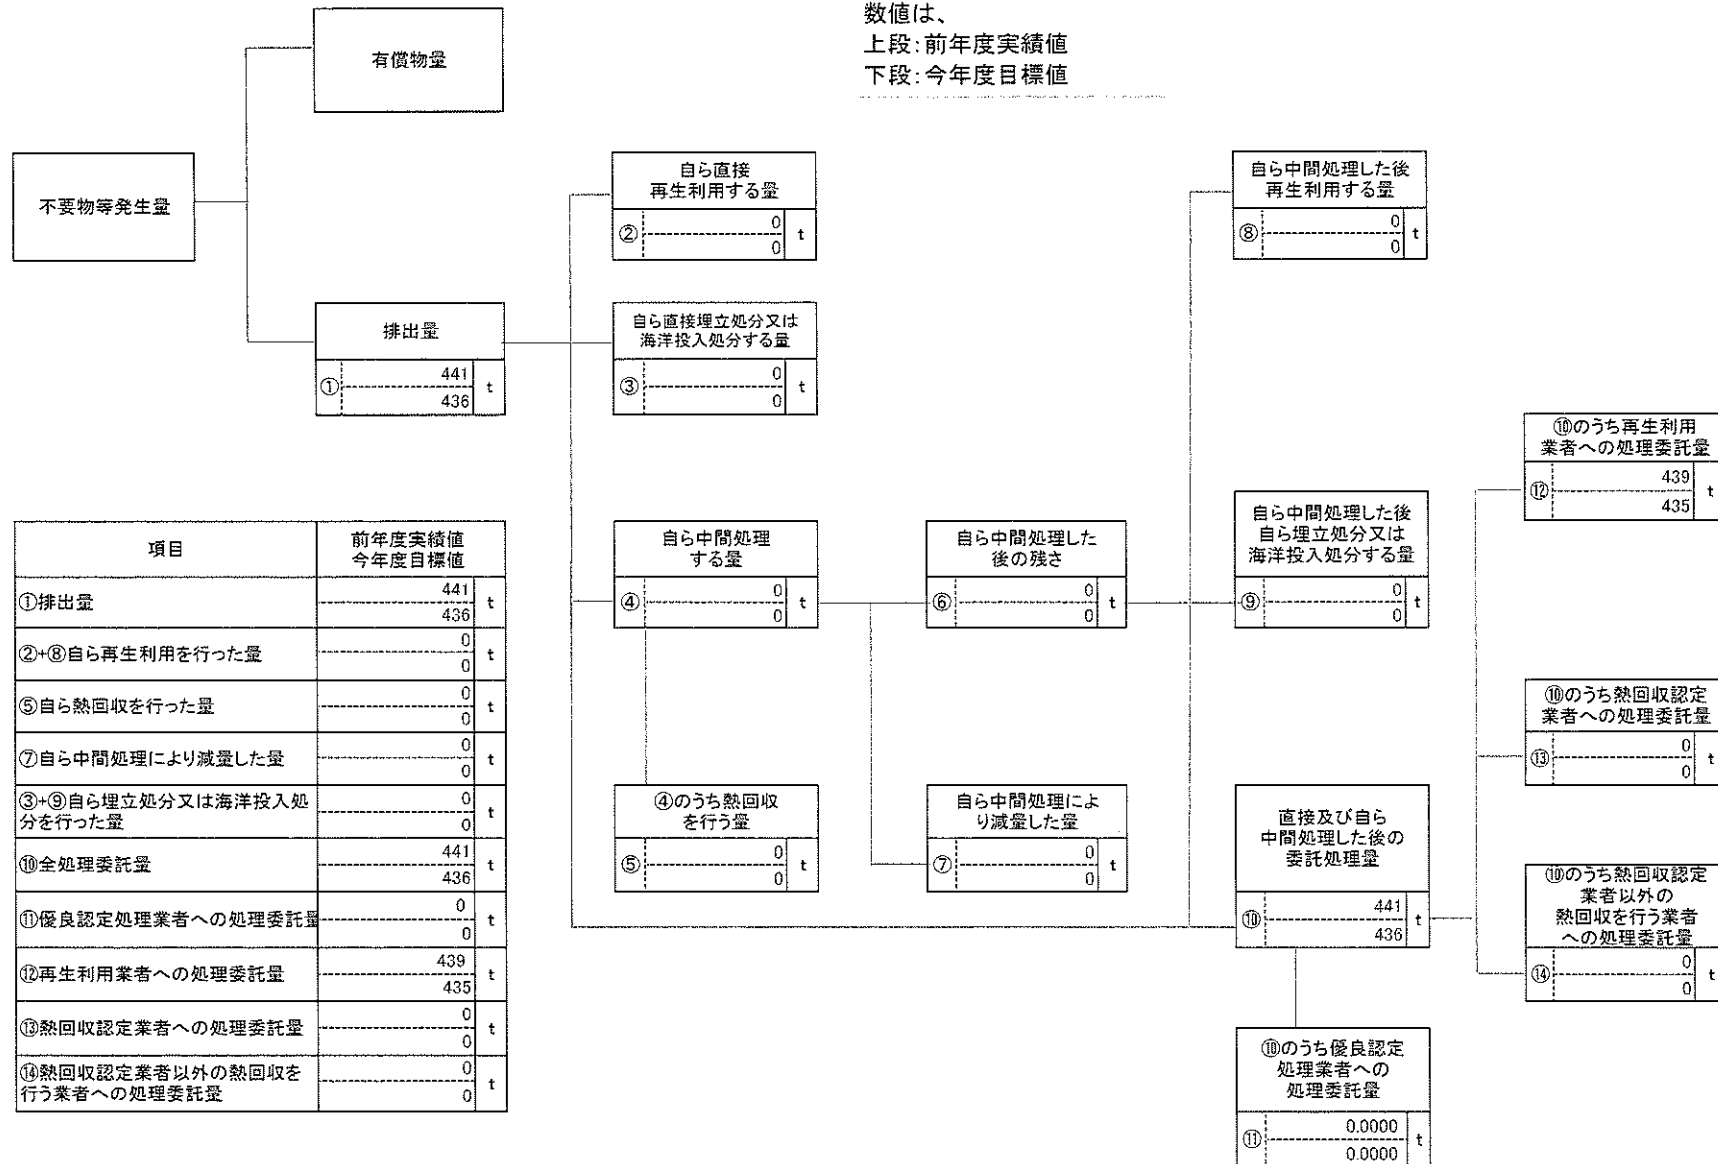 数値は、
上段:前年度実績値
下段:今年度目標値
有償物量
不要物等発生量
排出量
① 441 t
436
自ら直接
再生利用する量
② 0 t
0
自ら直接埋立処分又は
海洋投入処分する量
③ 0 t
0
自ら中間処理
する量
④ 0 t
0
④のうち熱回収
を行う量
⑤ 0 t
0
自ら中間処理した
後の残さ
⑥ 0 t
0
自ら中間処理によ
り減量した量
⑦ 0 t
0
自ら中間処理した後
再生利用する量
⑧ 0 t
0
自ら中間処理した後
自ら埋立処分又は
海洋投入処分する量
⑨ 0 t
0
直接及び自ら
中間処理した後の
委託処理量
⑩ 441 t
436
⑩のうち優良認定
処理業者への
処理委託量
⑪ 0.0000 t
0.0000
⑩のうち再生利用
業者への処理委託量
⑫ 439 t
435
⑩のうち熱回収認定
業者への処理委託量
⑬ 0 t
0
⑩のうち熱回収認定
業者以外の
熱回収を行う業者
への処理委託量
⑭ 0 t
0
項目
前年度実績値
今年度目標値
①排出量 441 t
436
②+⑧自ら再生利用を行った量 0 t
0
⑤自ら熱回収を行った量 0 t
0
⑦自ら中間処理により減量した量 0 t
0
③+⑨自ら埋立処分又は海洋投入処
分を行った量 0 t
0
⑩全処理委託量 441 t
436
⑪優良認定処理業者への処理委託量 0 t
0
⑫再生利用業者への処理委託量 439 t
435
⑬熱回収認定業者への処理委託量 0 t
0
⑭熱回収認定業者以外の熱回収を
行う業者への処理委託量 0 t
0